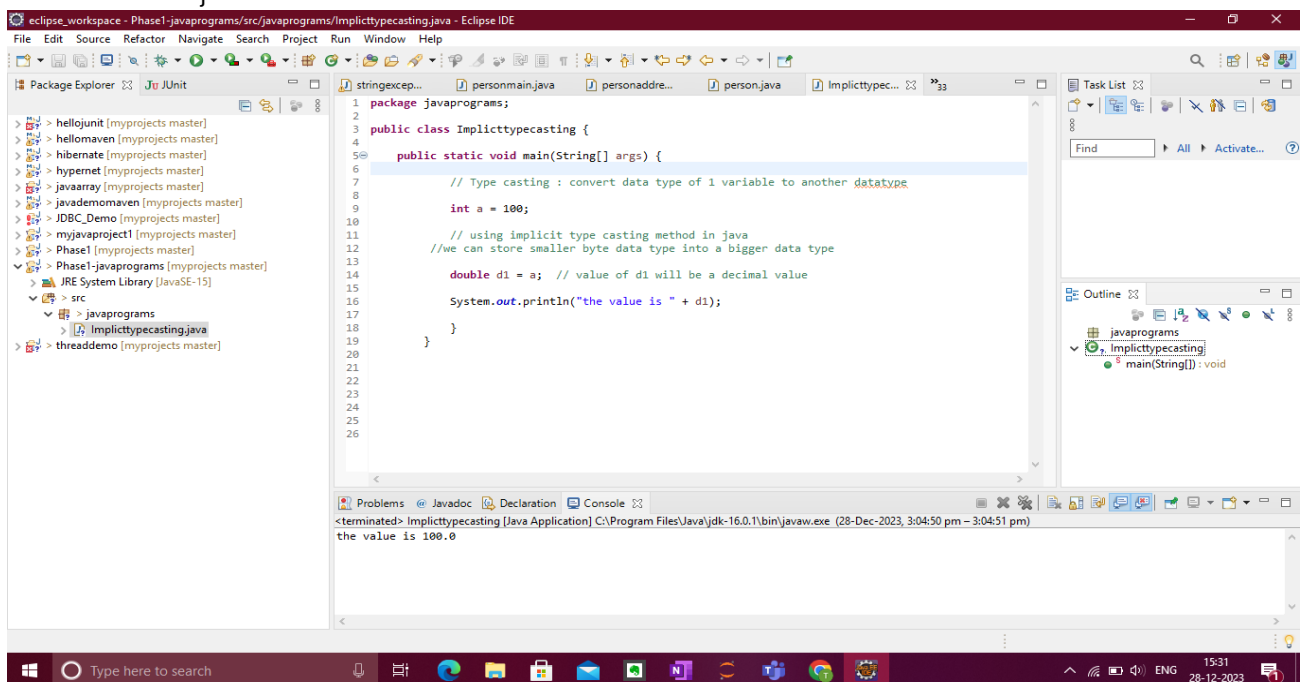 eclipse_workspace - Phase1-javaprograms/src/javaprograms/Implicttypecasting.java - Eclipse IDE
File Edit Source Refactor Navigate Search Project Run Window Help
Package Explorer JUnit
> hellojunit [myprojects master]
> hellomaven [myprojects master]
> hibernate [myprojects master]
> hypernet [myprojects master]
> javaarray [myprojects master]
> javademomaven [myprojects master]
> JDBC_Demo [myprojects master]
> myjavaproject1 [myprojects master]
> Phase1 [myprojects master]
> Phase1-javaprograms [myprojects master]
JRE System Library [JavaSE-15]
> src
> javaprograms
Implicttypecasting.java
> threaddemo [myprojects master]
stringexcep... personmain.java personaddre... person.java Implicttypec... »33
1 package javaprograms;
2
3 public class Implicttypecasting {
4
5 public static void main(String[] args) {
6
7 // Type casting : convert data type of 1 variable to another datatype
8
9 int a = 100;
10
11 // using implicit type casting method in java
12 //we can store smaller byte data type into a bigger data type
13
14 double d1 = a; // value of d1 will be a decimal value
15
16 System.out.println("the value is " + d1);
17
18 }
19 }
20
21
22
23
24
25
26
Task List
Find All Activate...
Outline
javaprograms
Implicttypecasting
main(String[]) : void
Problems Javadoc Declaration Console
<terminated> Implicttypecasting [Java Application] C:\Program Files\Java\jdk-16.0.1\bin\javaw.exe (28-Dec-2023, 3:04:50 pm – 3:04:51 pm)
the value is 100.0
Type here to search
ENG
15:31
28-12-2023